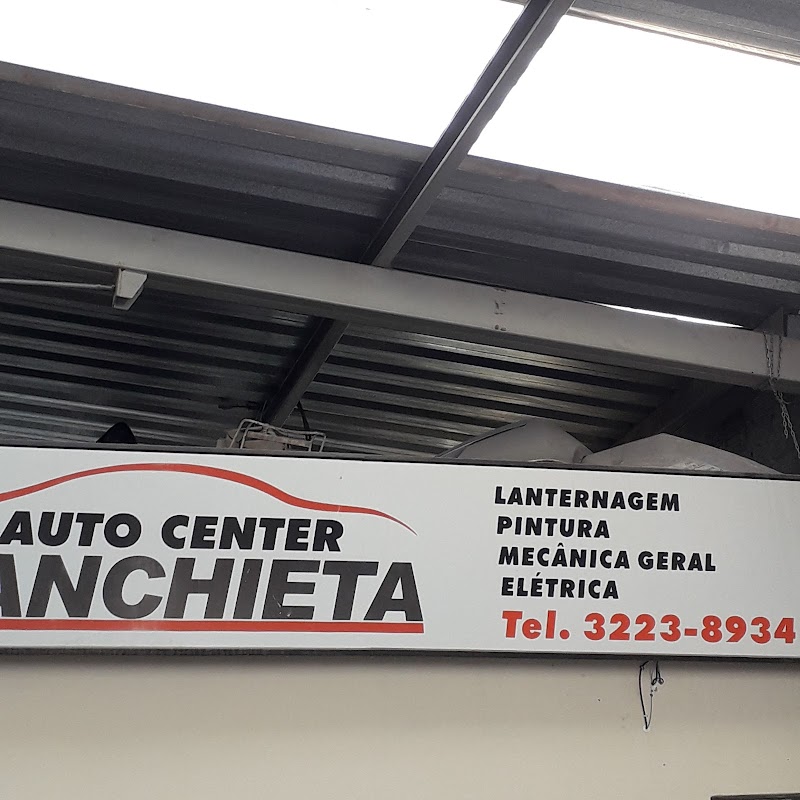 AUTO CENTER
ANCHIETA
LANTERNAGEM
PINTURA
MECÂNICA GERAL
ELÉTRICA
Tel. 3223-8934